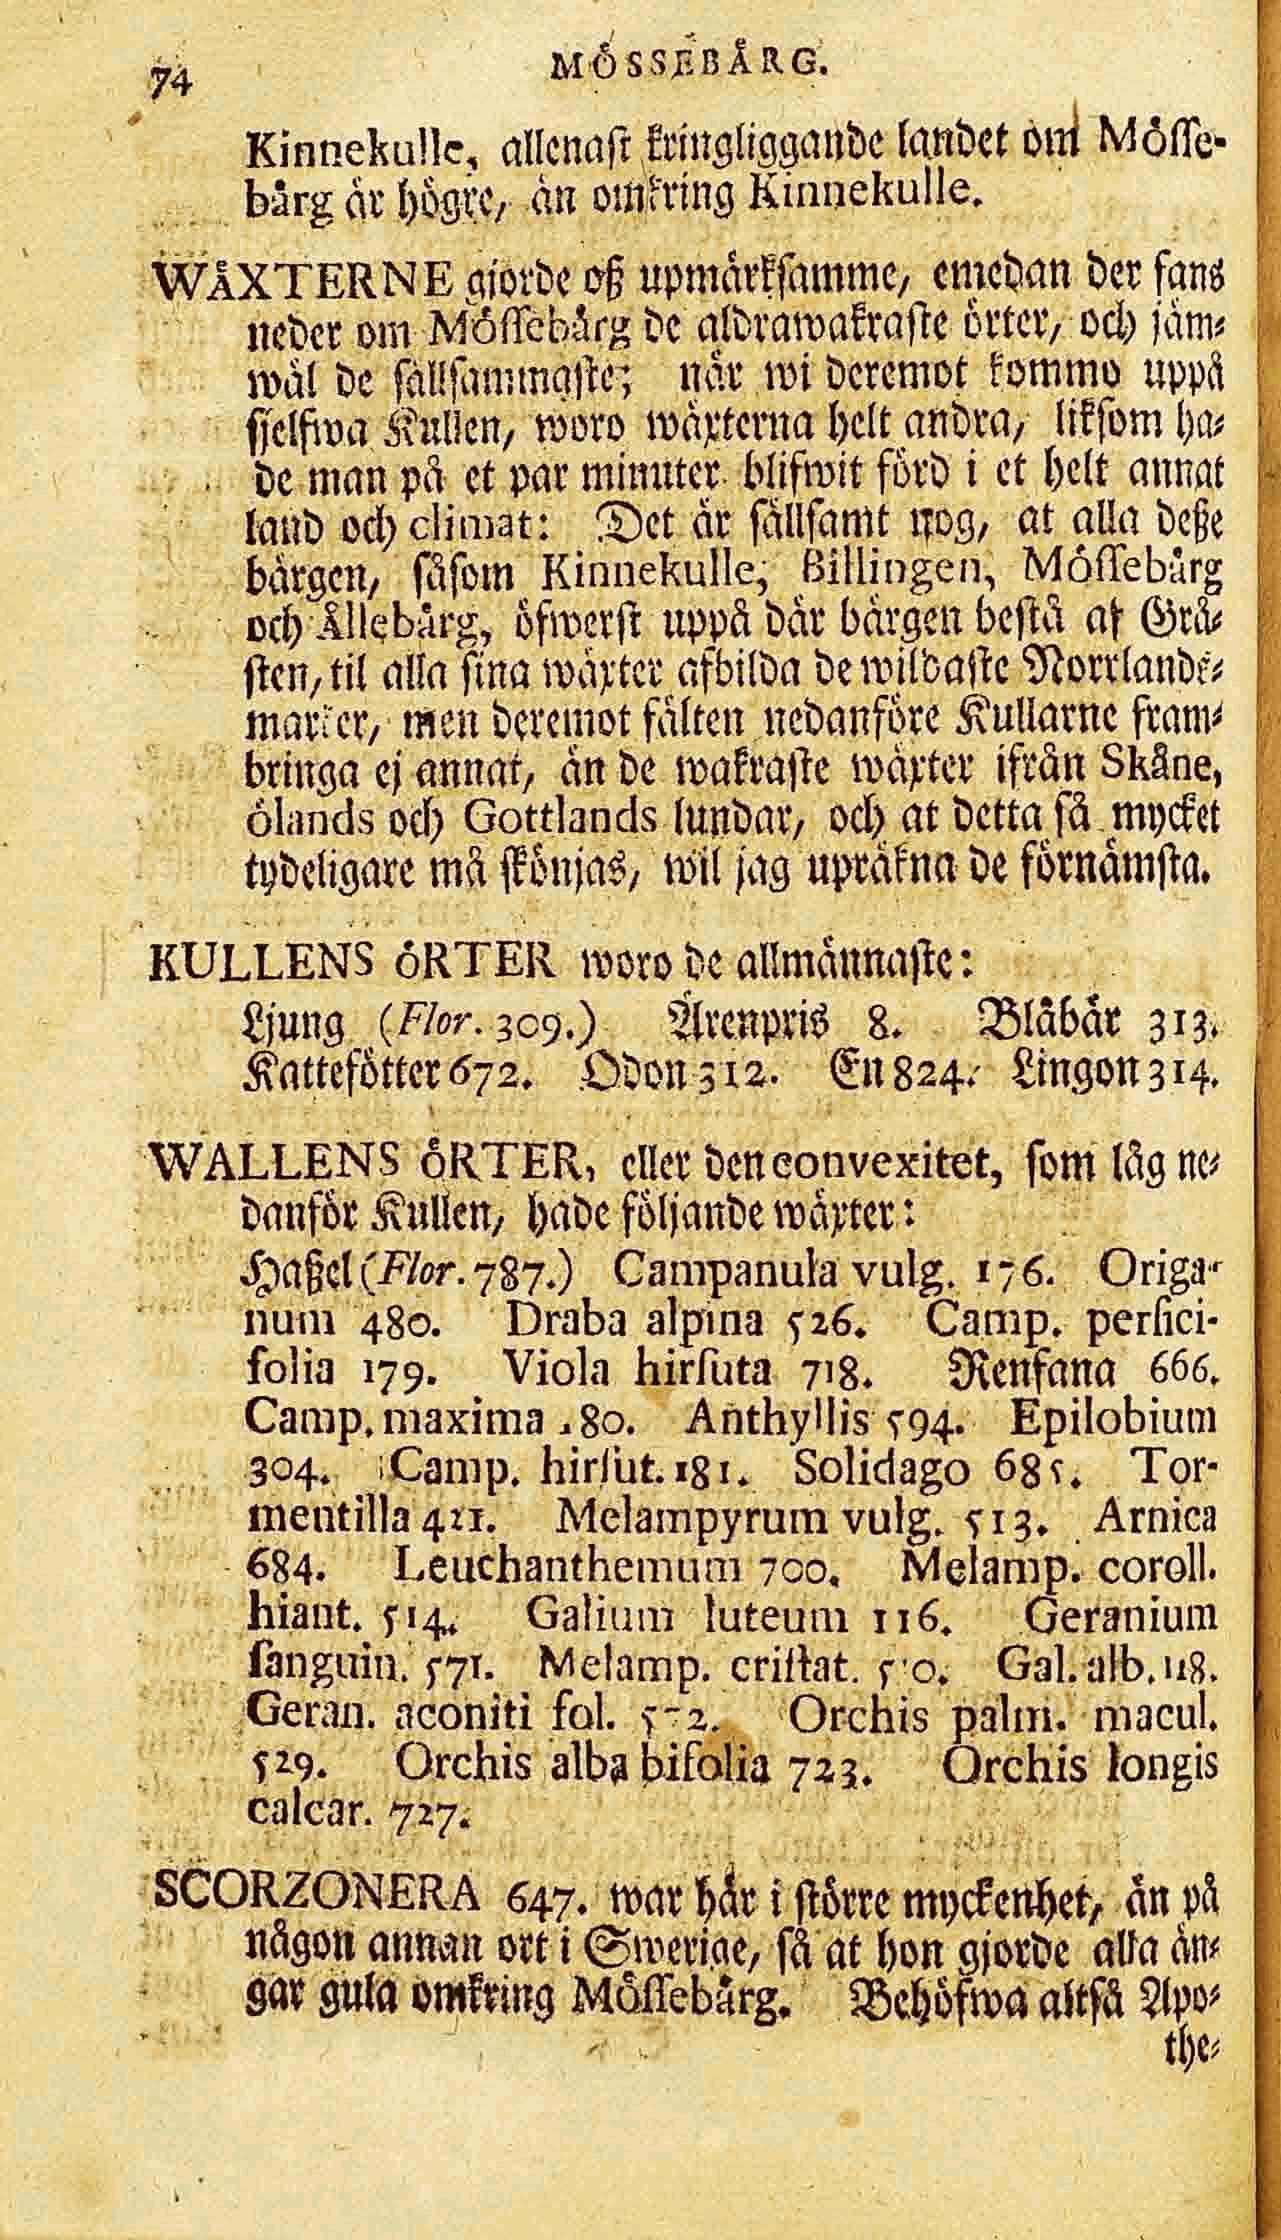 74
MÖSSEBÅRG.
Kinnekulle, allenast kringliggande landet om Mösse-
bårg är högre, än omkring Kinnekulle.
WÅXTERNE gjorde oß upmärksamme, emedan der fans
neder om Mössebårg de aldrawakraste örter, och jäm-
wäl de sällsammaste; när wi deremot kommo uppå
sjelfwa Kullen, woro wäxterna helt andra, liksom ha-
de man på et par minuter blifwit förd i et helt annat
land och climat: Det är sällsamt nog, at alla deße
bärgen, såsom Kinnekulle, Billingen, Mössebårg
och Ållebårg, öfwerst uppå där bärgen bestå af Grå-
sten, til alla sina wäxter afbilda de wildaste Norrlands-
marker, men deremot fälten nedanföre Kullarne fram-
bringa ej annat, än de wakraste wäxter ifrån Skåne,
ölands och Gottlands lundar, och at detta så mycket
tydeligare må skönjas, wil jag upräkna de förnämsta.
KULLENS öRTER woro de allmännaste:
Ljung (Flor. 309.) Ärenpris 8. Blåbär 313.
Kattefötter 672. Odon 312. En 824. Lingon 314.
WALLENS öRTER, eller den convexitet, som låg ne-
danför Kullen, hade följande wäxter:
Haßel (Flor. 787.) Campanula vulg. 176. Origa-
num 480. Draba alpina 526. Camp. persici-
folia 179. Viola hirsuta 718. Renfana 666.
Camp. maxima 180. Anthyllis 594. Epilobium
304. Camp. hirsut. 181. Solidago 685. Tor-
mentilla 421. Melampyrum vulg. 513. Arnica
684. Leuchanthemum 700. Melamp. coroll.
hiant. 514. Galium luteum 116. Geranium
sanguin. 571. Melamp. cristat. Gal. alb. 118.
Geran. aconiti fol. 572. Orchis palm. macul.
529. Orchis alba bifolia 723. Orchis longis
calcar. 727.
SCORZONERA 647. war här i större myckenhet, än på
någon annan ort i Swerige, så at hon gjorde alla än-
gar gula omkring Mössebårg. Behöfwa altså Apo-
the-